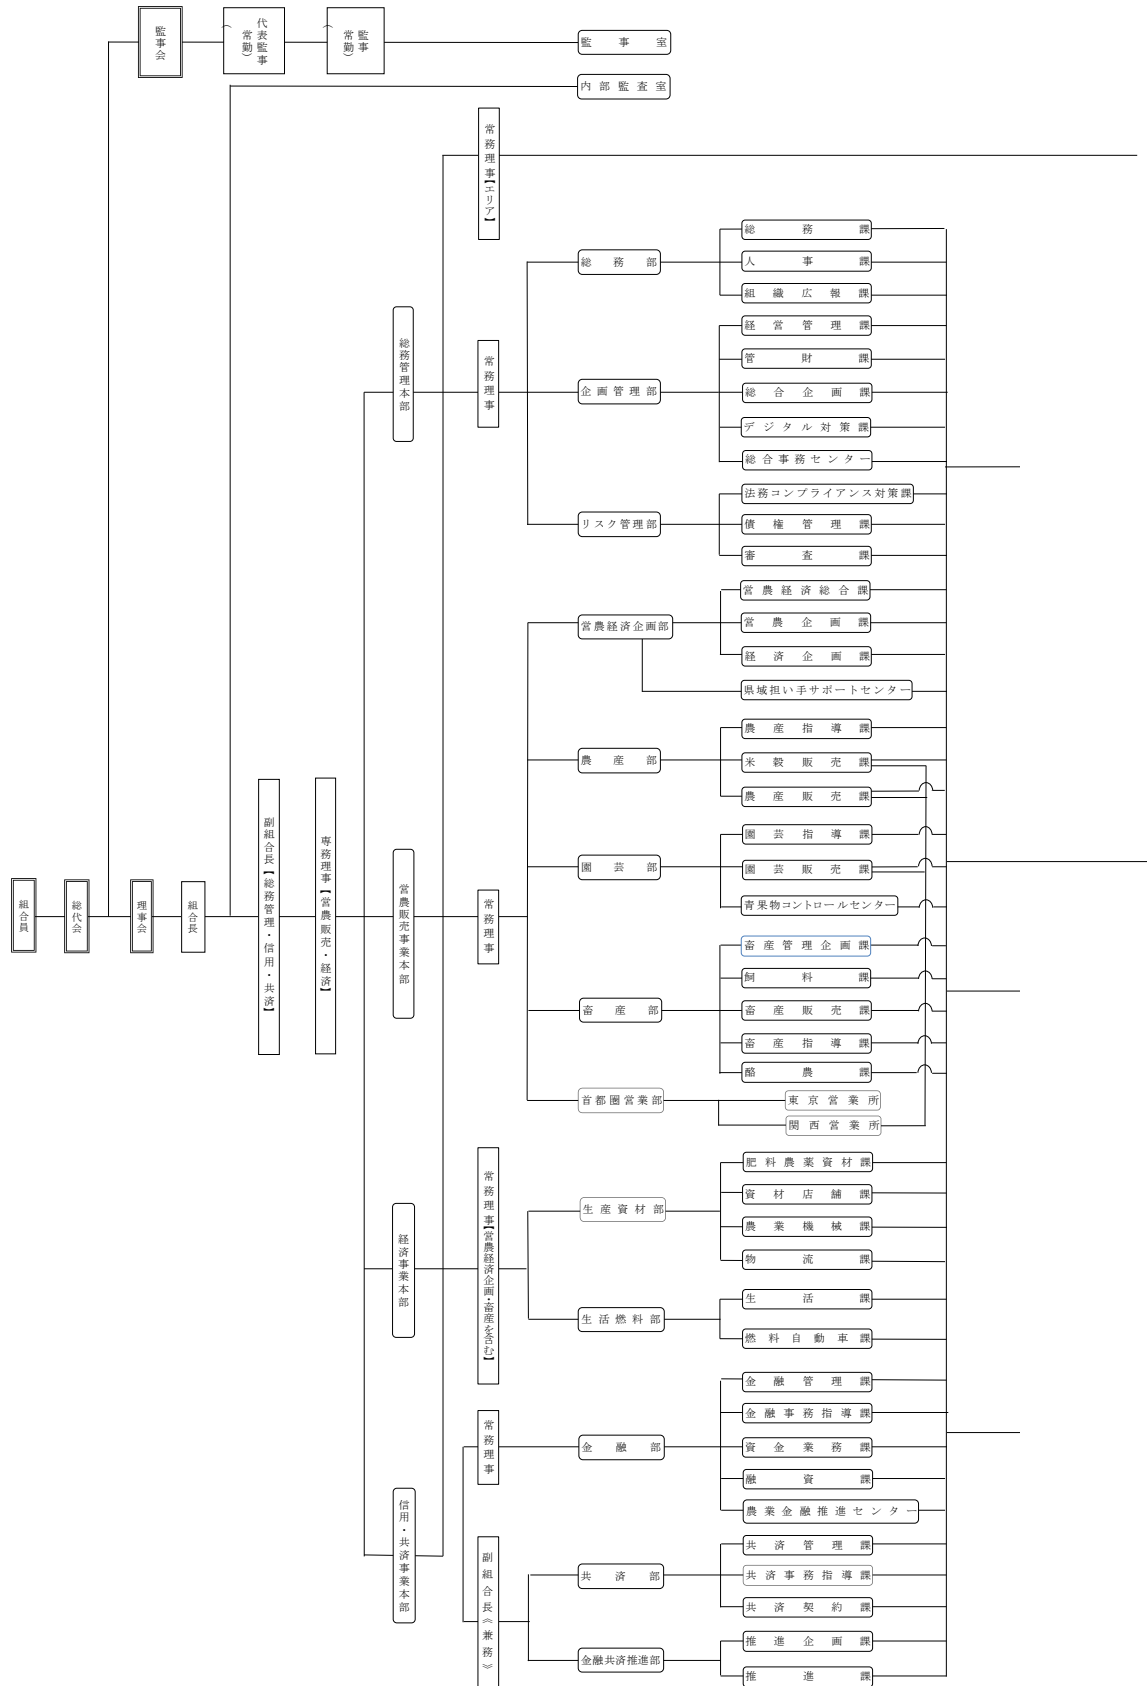 監事会
代表監事
（常勤）
監事
（常勤）
監事室
内部監査室
常務理事【エリア】
総務課
総務部
人事課
組織広報課
経営管理課
総務管理本部
常務理事
管財課
企画管理部
総合企画課
デジタル対策課
総合事務センター
法務コンプライアンス対策課
リスク管理部
債権管理課
審査課
営農経済総合課
営農経済企画部
営農企画課
経済企画課
県域担い手サポートセンター
農産指導課
農産部
米穀販売課
農産販売課
園芸指導課
園芸部
園芸販売課
青果物コントロールセンター
組合員
総代会
理事会
組合長
副組合長【総務管理・信用・共済】
専務理事【営農販売・経済】
営農販売事業本部
常務理事
畜産管理企画課
飼料課
畜産部
畜産販売課
畜産指導課
酪農課
首都圏営業部
東京営業所
関西営業所
肥料農薬資材課
資材店舗課
生産資材部
農業機械課
物流課
経済事業本部
常務理事【営農経済企画・畜産を含む】
生活課
生活燃料部
燃料自動車課
金融管理課
金融事務指導課
常務理事
金融部
資金業務課
融資課
農業金融推進センター
信用・共済事業本部
副組合長《兼務》
共済管理課
共済部
共済事務指導課
共済契約課
推進企画課
金融共済推進部
推進課